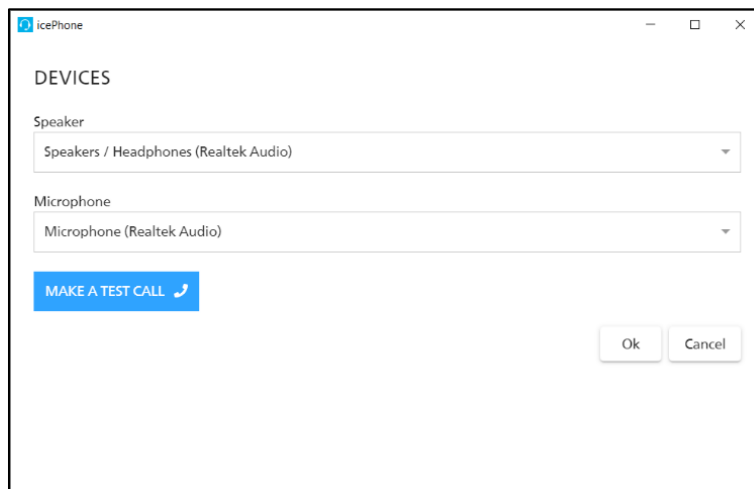 icePhone
DEVICES
Speaker
Speakers / Headphones (Realtek Audio)
Microphone
Microphone (Realtek Audio)
MAKE A TEST CALL
Ok Cancel